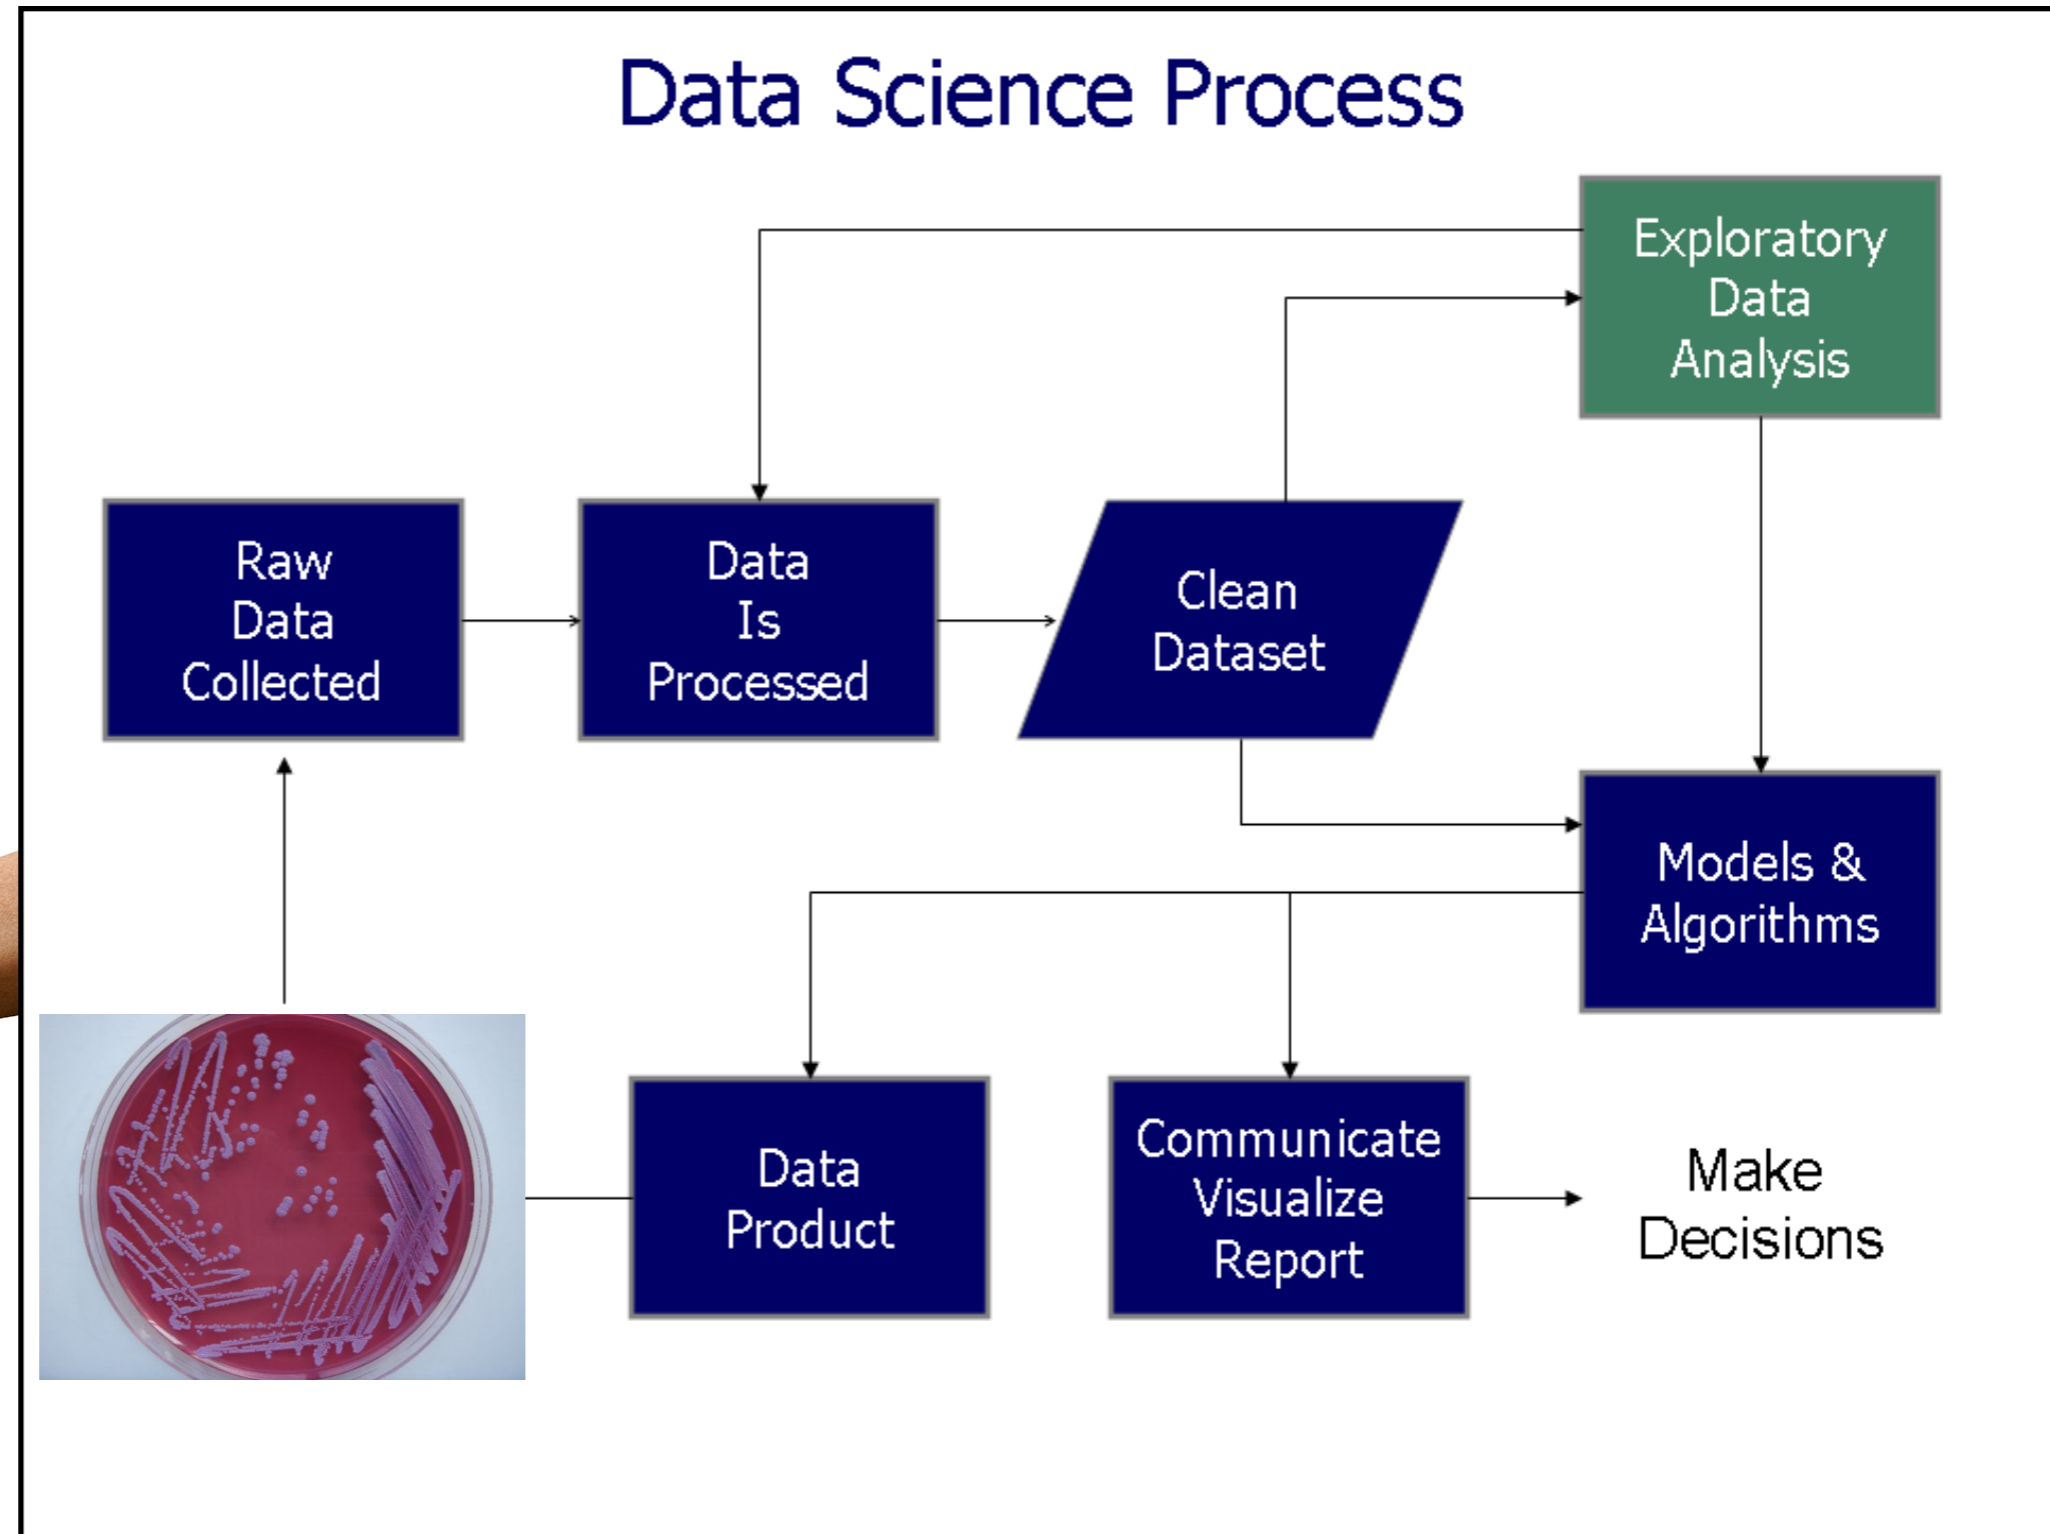 Data Science Process
Exploratory
Data
Analysis
Raw
Data
Collected
Data
Is
Processed
Clean
Dataset
Models &
Algorithms
Data
Product
Communicate
Visualize
Report
Make
Decisions